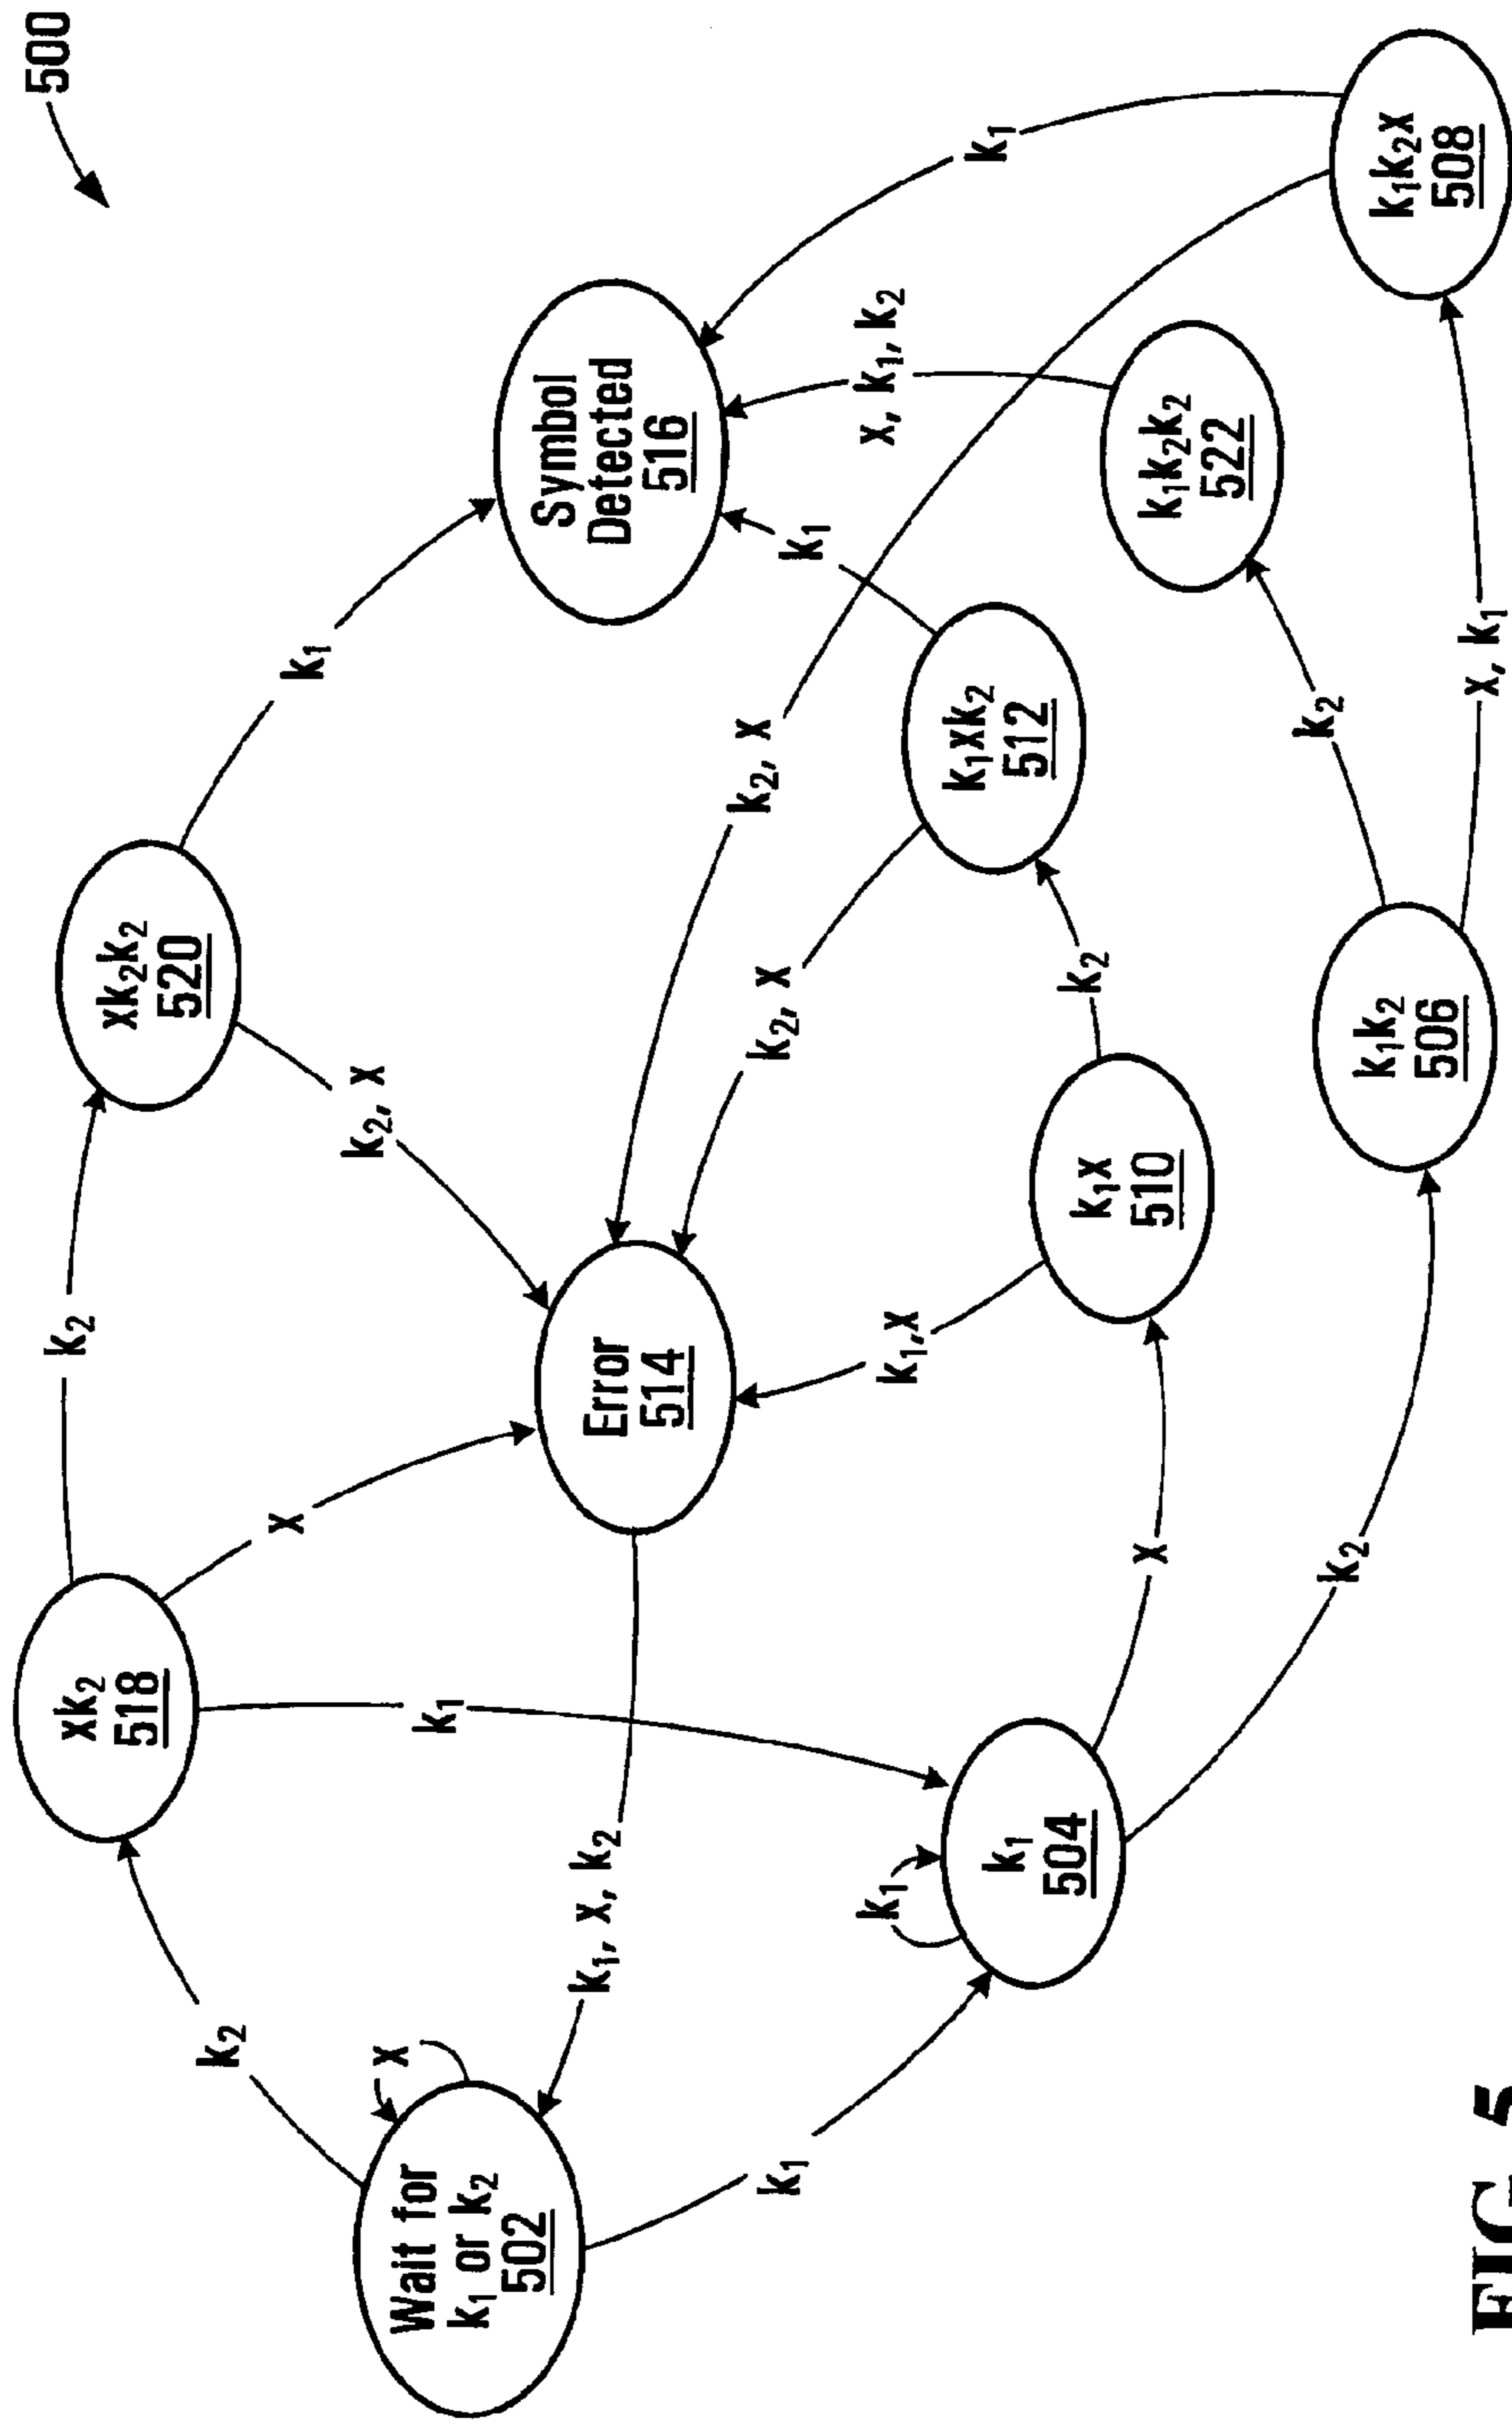 500
xk₂
518
xk₂k₂
520
k₂
k₂
x
k₂, x
k₁
k₁
x
Wait for
k₁ or k₂
502
k₁, x, k₂
Error
514
Symbol
Detected
516
k₁
k₂, x
k₂, x
k₁
x, k₁, k₂
k₁
k₁,x
k₁
k₁
504
x
k₁x
510
k₂
k₁xk₂
512
k₁k₂k₂
522
k₂
k₁k₂
506
k₂
x, k₁
k₁k₂x
508
FIG. 5